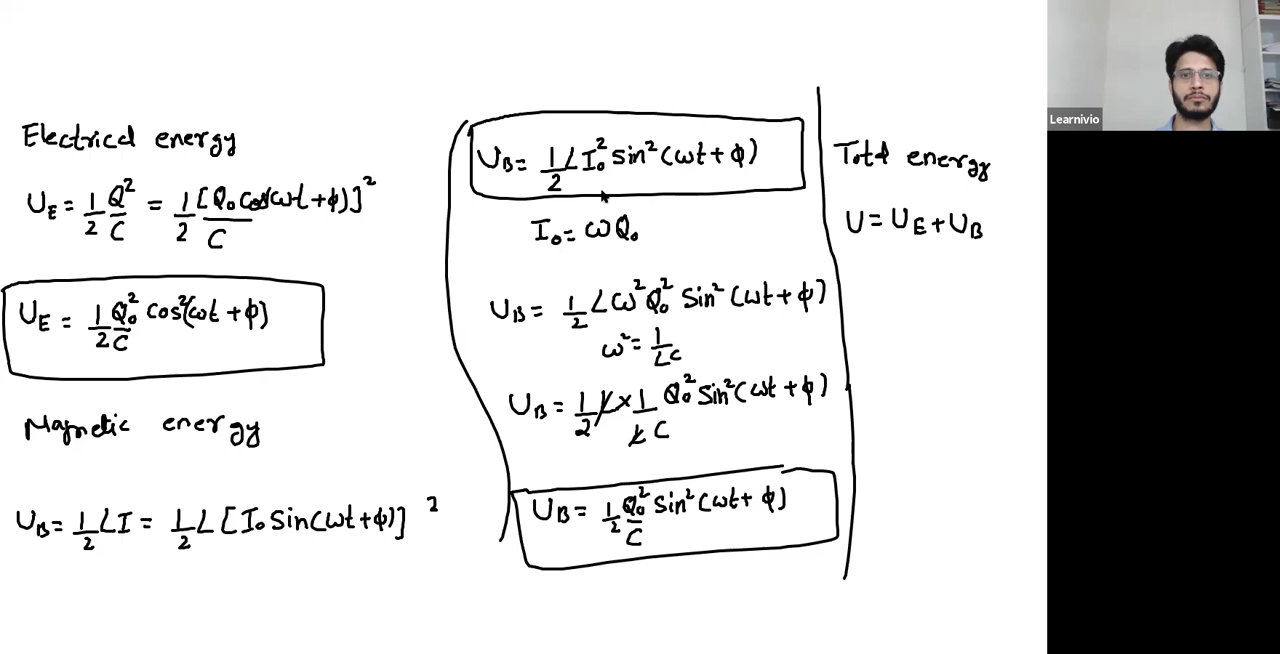 Electrical energy
U_E = 1/2 Q²/C = 1/2 [Q₀ Cos(ωt + φ)]²/C
U_E = 1/2 Q₀²/C Cos²(ωt + φ)
Magnetic energy
U_B = 1/2 LI = 1/2 L [I₀ Sin(ωt + φ)]²
U_B = 1/2 L I₀² Sin²(ωt + φ)
I₀ = ωQ₀
U_B = 1/2 Lω²Q₀² Sin²(ωt + φ)
ω² = 1/LC
U_B = 1/2 L × 1/LC Q₀² Sin²(ωt + φ)
U_B = 1/2 Q₀²/C Sin²(ωt + φ)
Total energy
U = U_E + U_B
Learnivio